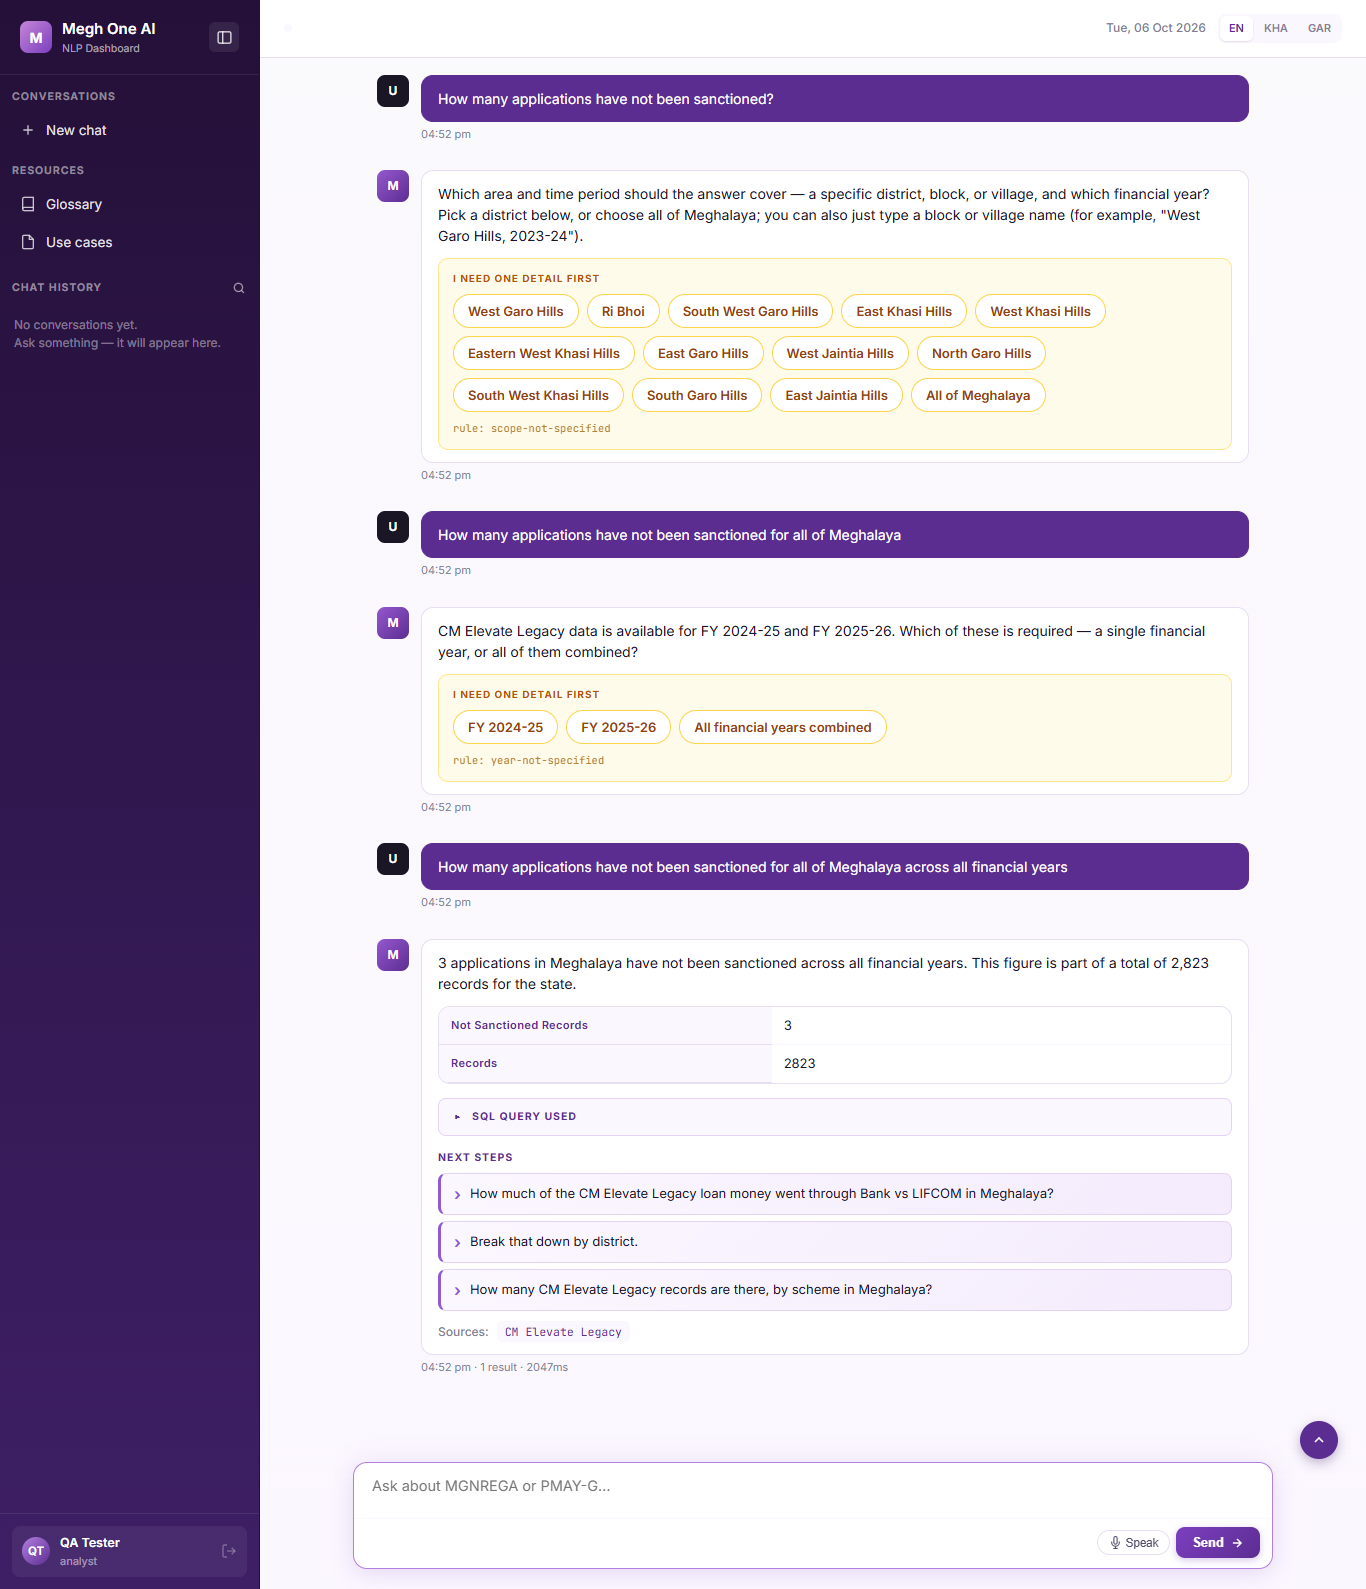 M
Megh One AI
NLP Dashboard
CONVERSATIONS
New chat
RESOURCES
Glossary
Use cases
CHAT HISTORY
No conversations yet.
Ask something — it will appear here.
QT
QA Tester
analyst
Tue, 06 Oct 2026
EN
KHA
GAR
U
How many applications have not been sanctioned?
04:52 pm
M
Which area and time period should the answer cover — a specific district, block, or village, and which financial year?
Pick a district below, or choose all of Meghalaya; you can also just type a block or village name (for example, "West
Garo Hills, 2023-24").
I NEED ONE DETAIL FIRST
West Garo Hills
Ri Bhoi
South West Garo Hills
East Khasi Hills
West Khasi Hills
Eastern West Khasi Hills
East Garo Hills
West Jaintia Hills
North Garo Hills
South West Khasi Hills
South Garo Hills
East Jaintia Hills
All of Meghalaya
rule: scope-not-specified
04:52 pm
U
How many applications have not been sanctioned for all of Meghalaya
04:52 pm
M
CM Elevate Legacy data is available for FY 2024-25 and FY 2025-26. Which of these is required — a single financial
year, or all of them combined?
I NEED ONE DETAIL FIRST
FY 2024-25
FY 2025-26
All financial years combined
rule: year-not-specified
04:52 pm
U
How many applications have not been sanctioned for all of Meghalaya across all financial years
04:52 pm
M
3 applications in Meghalaya have not been sanctioned across all financial years. This figure is part of a total of 2,823
records for the state.
Not Sanctioned Records 3
Records 2823
SQL QUERY USED
NEXT STEPS
How much of the CM Elevate Legacy loan money went through Bank vs LIFCOM in Meghalaya?
Break that down by district.
How many CM Elevate Legacy records are there, by scheme in Meghalaya?
Sources: CM Elevate Legacy
04:52 pm · 1 result · 2047ms
Ask about MGNREGA or PMAY-G...
Speak
Send